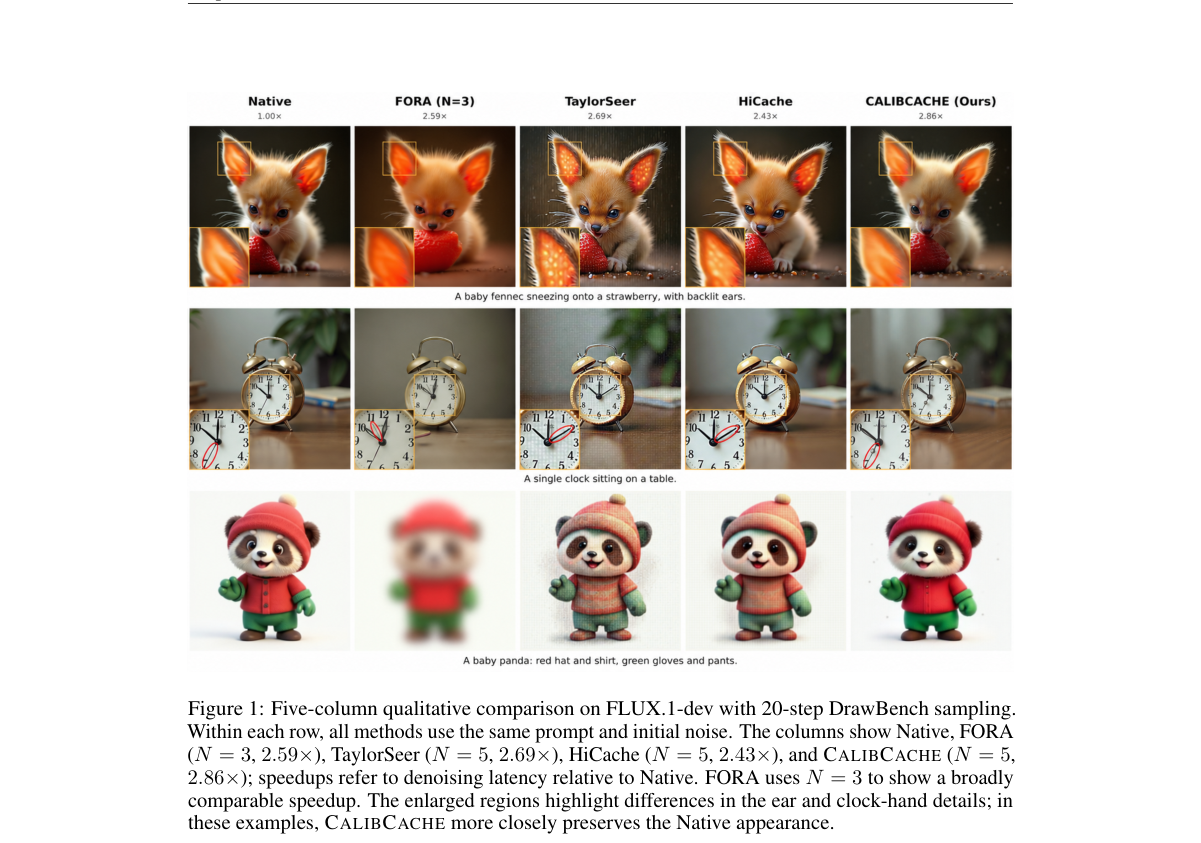 Native FORA (N=3) TaylorSeer HiCache CALIBCACHE (Ours)
1.00× 2.59× 2.69× 2.43× 2.86×
A baby fennec sneezing onto a strawberry, with backlit ears.
A single clock sitting on a table.
A baby panda: red hat and shirt, green gloves and pants.
Figure 1: Five-column qualitative comparison on FLUX.1-dev with 20-step DrawBench sampling.
Within each row, all methods use the same prompt and initial noise. The columns show Native, FORA
(N = 3, 2.59×), TaylorSeer (N = 5, 2.69×), HiCache (N = 5, 2.43×), and CALIBCACHE (N = 5,
2.86×); speedups refer to denoising latency relative to Native. FORA uses N = 3 to show a broadly
comparable speedup. The enlarged regions highlight differences in the ear and clock-hand details; in
these examples, CALIBCACHE more closely preserves the Native appearance.